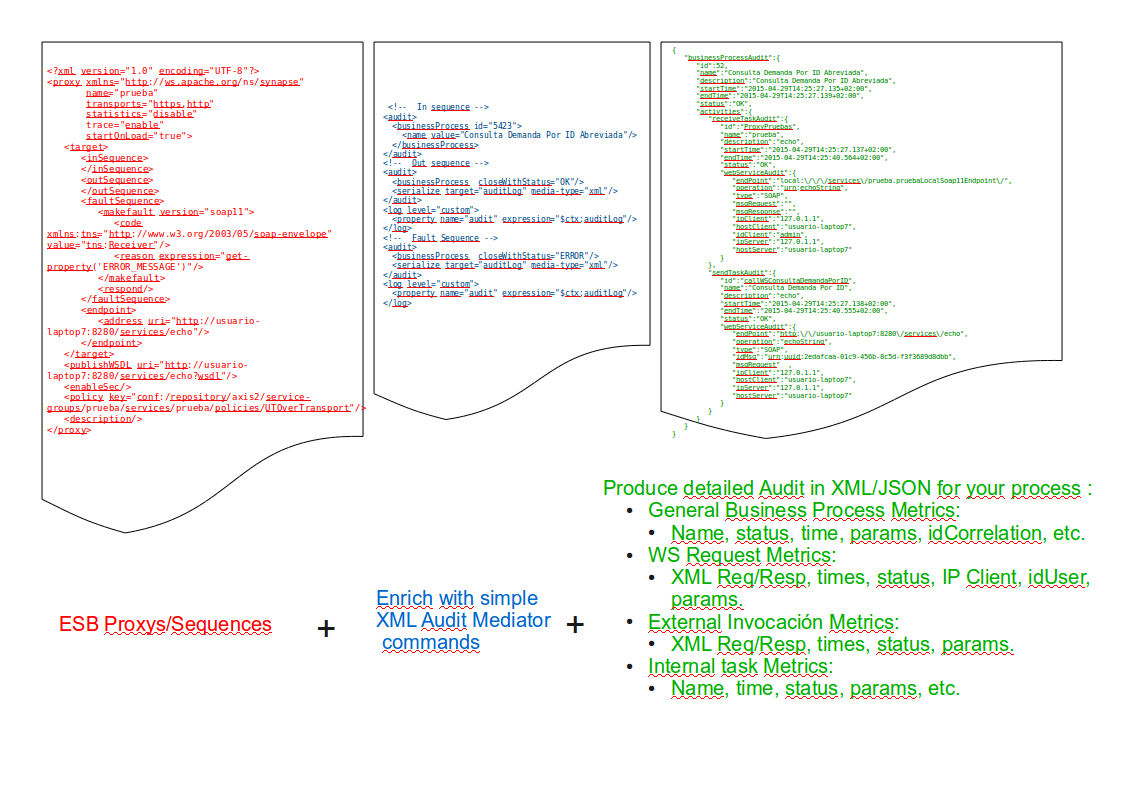 <?xml version="1.0" encoding="UTF-8"?>
<proxy xmlns="http://ws.apache.org/ns/synapse"
name="prueba"
transports="https,http"
statistics="disable"
trace="enable"
startOnLoad="true">
<target>
<inSequence>
</inSequence>
<outSequence>
</outSequence>
<faultSequence>
<makefault version="soap11">
<code
xmlns:tns="http://www.w3.org/2003/05/soap-envelope"
value="tns:Receiver"/>
<reason expression="get-
property('ERROR_MESSAGE')"/>
</makefault>
<respond/>
</faultSequence>
<endpoint>
<address uri="http://usuario-
laptop7:8280/services/echo"/>
</endpoint>
</target>
<publishWSDL uri="http://usuario-
laptop7:8280/services/echo?wsdl"/>
<enableSec/>
<policy key="conf:/repository/axis2/service-
groups/prueba/services/prueba/policies/UTOverTransport"/>
<description/>
</proxy>
<!-- In sequence -->
<audit>
<businessProcess id="5423">
<name value="Consulta Demanda Por ID Abreviada"/>
</businessProcess>
</audit>
<!-- Out sequence -->
<audit>
<businessProcess closeWithStatus="OK"/>
<serialize target="auditLog" media-type="xml"/>
</audit>
<log level="custom">
<property name="audit" expression="$ctx:auditLog"/>
</log>
<!-- Fault Sequence -->
<audit>
<businessProcess closeWithStatus="ERROR"/>
<serialize target="auditLog" media-type="xml"/>
</audit>
<log level="custom">
<property name="audit" expression="$ctx:auditLog"/>
</log>
{
"businessProcessAudit":{
"id":52,
"name":"Consulta Demanda Por ID Abreviada",
"description":"Consulta Demanda Por ID Abreviada",
"startTime":"2015-04-29T14:25:27.135+02:00",
"endTime":"2015-04-29T14:25:27.139+02:00",
"status":"OK",
"activities":{
"receiveTaskAudit":{
"id":"ProxyPruebas",
"name":"prueba",
"description":"echo",
"startTime":"2015-04-29T14:25:27.137+02:00",
"endTime":"2015-04-29T14:25:40.564+02:00",
"status":"OK",
"webServiceAudit":{
"endPoint":"local:\/\/\/services\/prueba.pruebaLocalSoap11Endpoint\/",
"operation":"urn:echoString",
"type":"SOAP",
"msgRequest":"",
"msgResponse":"",
"ipClient":"127.0.1.1",
"hostClient":"usuario-laptop7",
"idClient":"admin",
"ipServer":"127.0.1.1",
"hostServer":"usuario-laptop7"
}
},
"sendTaskAudit":{
"id":"callWSConsultaDemandaPorID",
"name":"Consulta Demanda Por ID",
"description":"echo",
"startTime":"2015-04-29T14:25:27.138+02:00",
"endTime":"2015-04-29T14:25:40.555+02:00",
"status":"OK",
"webServiceAudit":{
"endPoint":"http:\/\/usuario-laptop7:8280\/services\/echo",
"operation":"echoString",
"type":"SOAP",
"idMsg":"urn:uuid:2edafcaa-01c9-456b-8c5d-f3f3689d8dbb",
"msgRequest" ,
"ipClient":"127.0.1.1",
"hostClient":"usuario-laptop7",
"ipServer":"127.0.1.1",
"hostServer":"usuario-laptop7"
}
}
}
}
}
ESB Proxys/Sequences
+
Enrich with simple
XML Audit Mediator
commands
+
Produce detailed Audit in XML/JSON for your process :
• General Business Process Metrics:
• Name, status, time, params, idCorrelation, etc.
• WS Request Metrics:
• XML Req/Resp, times, status, IP Client, idUser,
params.
• External Invocación Metrics:
• XML Req/Resp, times, status, params.
• Internal task Metrics:
• Name, time, status, params, etc.